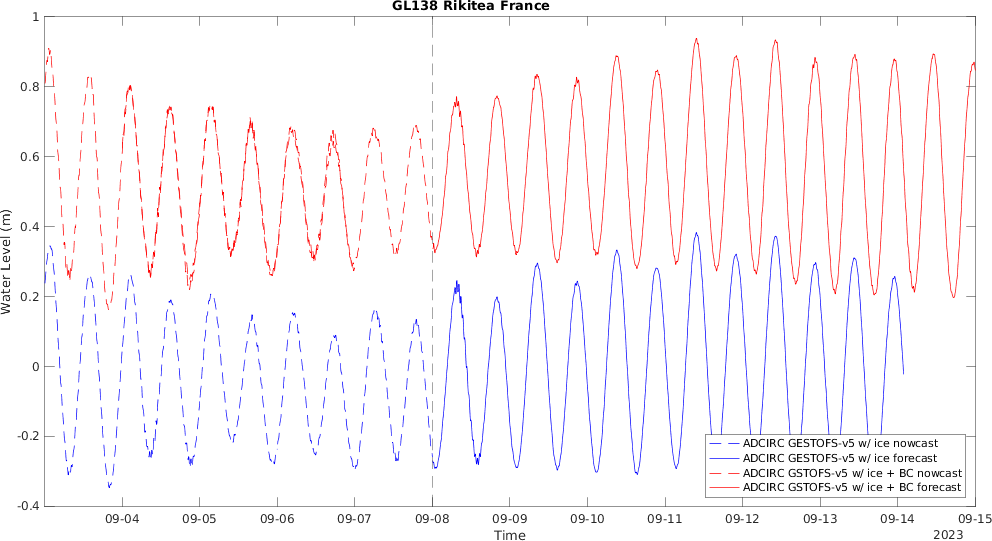 GL138 Rikitea France
Water Level (m)
1
0.8
0.6
0.4
0.2
0
-0.2
-0.4
ADCIRC GESTOFS-v5 w/ ice nowcast
ADCIRC GESTOFS-v5 w/ ice forecast
ADCIRC GSTOFS-v5 w/ ice + BC nowcast
ADCIRC GSTOFS-v5 w/ ice + BC forecast
09-04 09-05 09-06 09-07 09-08 09-09 09-10 09-11 09-12 09-13 09-14 09-15
Time
2023